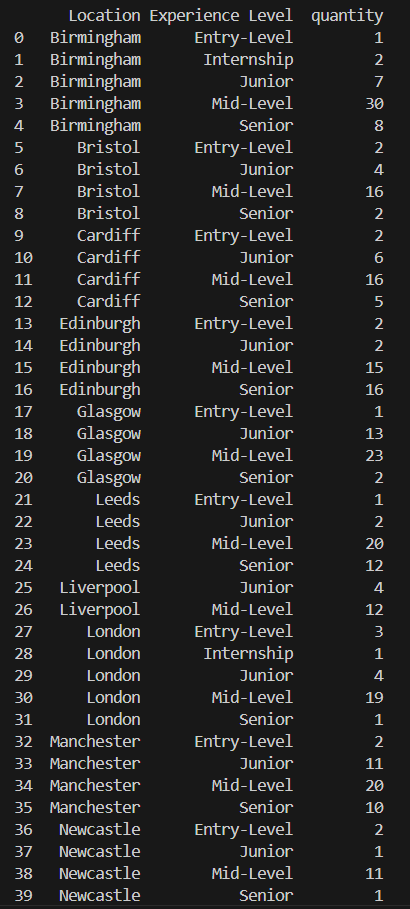 Location Experience Level quantity
0 Birmingham Entry-Level 1
1 Birmingham Internship 2
2 Birmingham Junior 7
3 Birmingham Mid-Level 30
4 Birmingham Senior 8
5 Bristol Entry-Level 2
6 Bristol Junior 4
7 Bristol Mid-Level 16
8 Bristol Senior 2
9 Cardiff Entry-Level 2
10 Cardiff Junior 6
11 Cardiff Mid-Level 16
12 Cardiff Senior 5
13 Edinburgh Entry-Level 2
14 Edinburgh Junior 2
15 Edinburgh Mid-Level 15
16 Edinburgh Senior 16
17 Glasgow Entry-Level 1
18 Glasgow Junior 13
19 Glasgow Mid-Level 23
20 Glasgow Senior 2
21 Leeds Entry-Level 1
22 Leeds Junior 2
23 Leeds Mid-Level 20
24 Leeds Senior 12
25 Liverpool Junior 4
26 Liverpool Mid-Level 12
27 London Entry-Level 3
28 London Internship 1
29 London Junior 4
30 London Mid-Level 19
31 London Senior 1
32 Manchester Entry-Level 2
33 Manchester Junior 11
34 Manchester Mid-Level 20
35 Manchester Senior 10
36 Newcastle Entry-Level 2
37 Newcastle Junior 1
38 Newcastle Mid-Level 11
39 Newcastle Senior 1